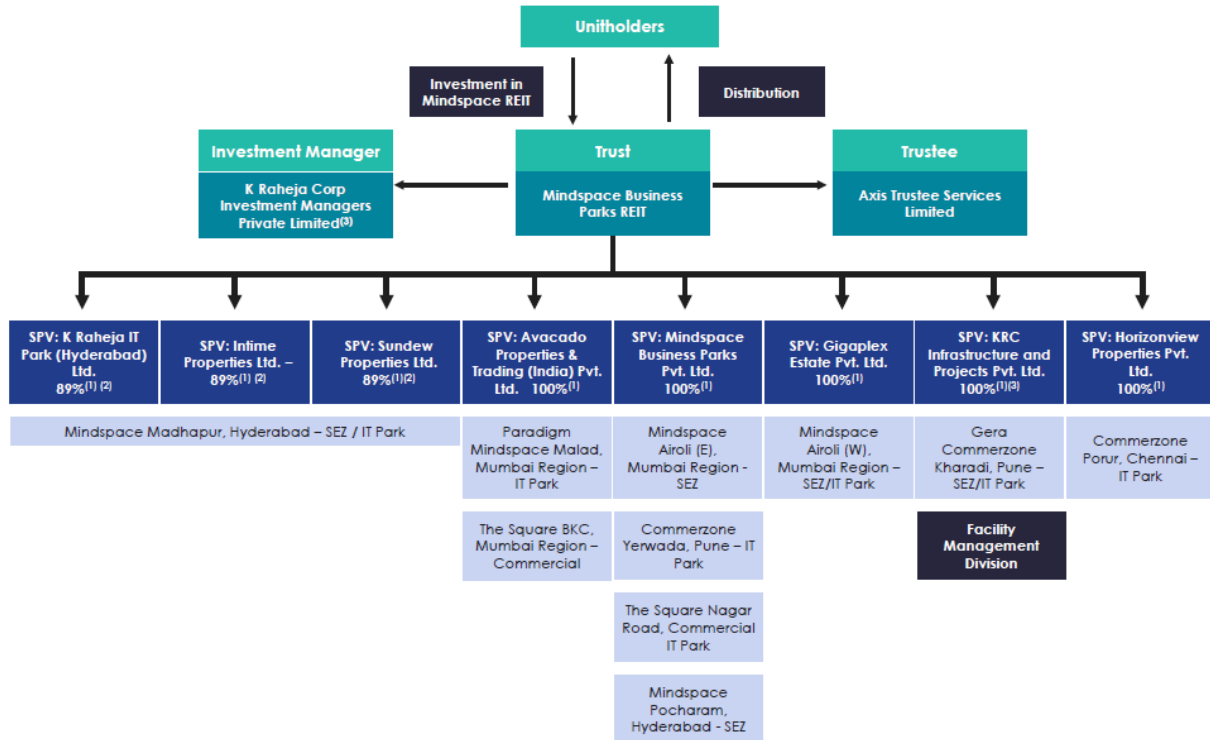 Unitholders
Investment in
Mindspace REIT
Distribution
Investment Manager
K Raheja Corp
Investment Managers
Private Limited(3)
Trust
Mindspace Business
Parks REIT
Trustee
Axis Trustee Services
Limited
SPV: K Raheja IT
Park (Hyderabad)
Ltd.
89%(1) (2)
SPV: Intime
Properties Ltd. –
89%(1) (2)
SPV: Sundew
Properties Ltd.
89%(1)(2)
SPV: Avacado
Properties &
Trading (India) Pvt.
Ltd. 100%(1)
SPV: Mindspace
Business Parks
Pvt. Ltd.
100%(1)
SPV: Gigaplex
Estate Pvt. Ltd.
100%(1)
SPV: KRC
Infrastructure and
Projects Pvt. Ltd.
100%(1)(3)
SPV: Horizonview
Properties Pvt.
Ltd.
100%(1)
Mindspace Madhapur, Hyderabad – SEZ / IT Park
Paradigm
Mindspace Malad,
Mumbai Region –
IT Park
Mindspace
Airoli (E),
Mumbai Region -
SEZ
Mindspace
Airoli (W),
Mumbai Region –
SEZ/IT Park
Gera
Commerzone
Kharadi, Pune –
SEZ/IT Park
Commerzone
Porur, Chennai –
IT Park
The Square BKC,
Mumbai Region –
Commercial
Commerzone
Yerwada, Pune – IT
Park
Facility
Management
Division
The Square Nagar
Road, Commercial
IT Park
Mindspace
Pocharam,
Hyderabad - SEZ